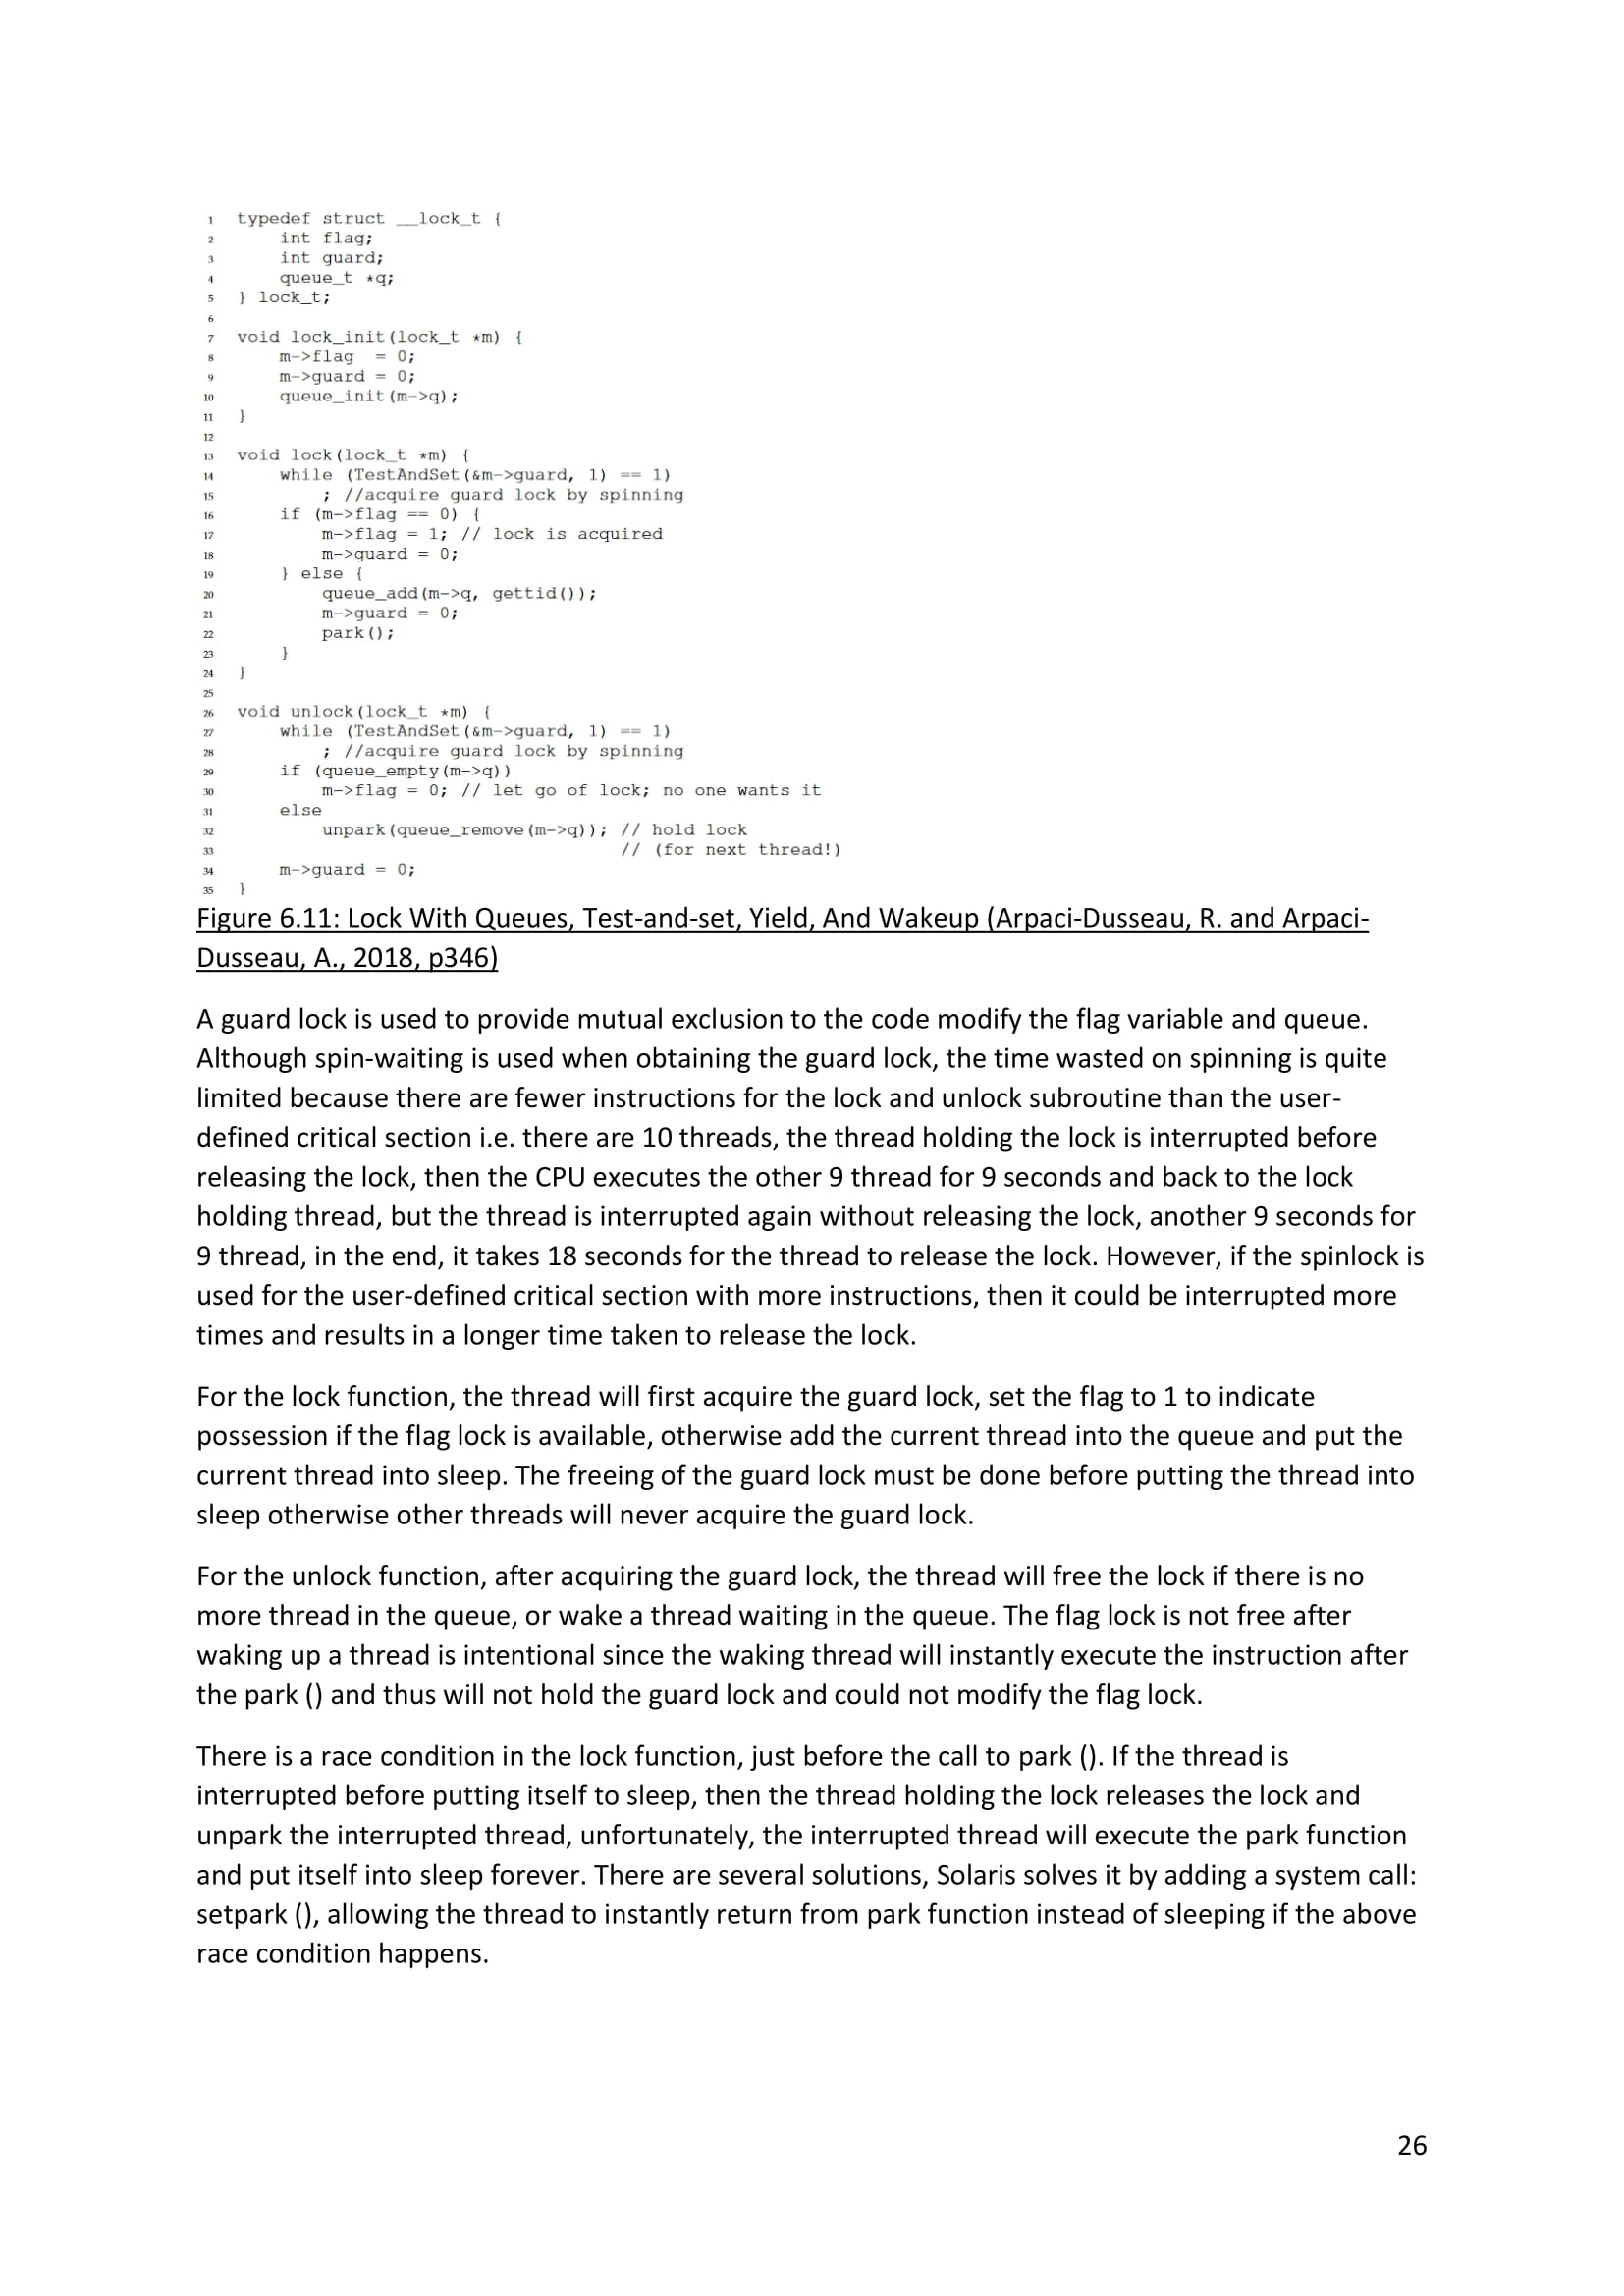 1 typedef struct __lock_t {
2 int flag;
3 int guard;
4 queue_t *q;
5 } lock_t;
6
7 void lock_init(lock_t *m) {
8 m->flag = 0;
9 m->guard = 0;
10 queue_init(m->q);
11 }
12
13 void lock(lock_t *m) {
14 while (TestAndSet(&m->guard, 1) == 1)
15 ; //acquire guard lock by spinning
16 if (m->flag == 0) {
17 m->flag = 1; // lock is acquired
18 m->guard = 0;
19 } else {
20 queue_add(m->q, gettid());
21 m->guard = 0;
22 park();
23 }
24 }
25
26 void unlock(lock_t *m) {
27 while (TestAndSet(&m->guard, 1) == 1)
28 ; //acquire guard lock by spinning
29 if (queue_empty(m->q))
30 m->flag = 0; // let go of lock; no one wants it
31 else
32 unpark(queue_remove(m->q)); // hold lock
33 // (for next thread!)
34 m->guard = 0;
35 }
Figure 6.11: Lock With Queues, Test-and-set, Yield, And Wakeup (Arpaci-Dusseau, R. and Arpaci-
Dusseau, A., 2018, p346)
A guard lock is used to provide mutual exclusion to the code modify the flag variable and queue.
Although spin-waiting is used when obtaining the guard lock, the time wasted on spinning is quite
limited because there are fewer instructions for the lock and unlock subroutine than the user-
defined critical section i.e. there are 10 threads, the thread holding the lock is interrupted before
releasing the lock, then the CPU executes the other 9 thread for 9 seconds and back to the lock
holding thread, but the thread is interrupted again without releasing the lock, another 9 seconds for
9 thread, in the end, it takes 18 seconds for the thread to release the lock. However, if the spinlock is
used for the user-defined critical section with more instructions, then it could be interrupted more
times and results in a longer time taken to release the lock.
For the lock function, the thread will first acquire the guard lock, set the flag to 1 to indicate
possession if the flag lock is available, otherwise add the current thread into the queue and put the
current thread into sleep. The freeing of the guard lock must be done before putting the thread into
sleep otherwise other threads will never acquire the guard lock.
For the unlock function, after acquiring the guard lock, the thread will free the lock if there is no
more thread in the queue, or wake a thread waiting in the queue. The flag lock is not free after
waking up a thread is intentional since the waking thread will instantly execute the instruction after
the park () and thus will not hold the guard lock and could not modify the flag lock.
There is a race condition in the lock function, just before the call to park (). If the thread is
interrupted before putting itself to sleep, then the thread holding the lock releases the lock and
unpark the interrupted thread, unfortunately, the interrupted thread will execute the park function
and put itself into sleep forever. There are several solutions, Solaris solves it by adding a system call:
setpark (), allowing the thread to instantly return from park function instead of sleeping if the above
race condition happens.
26